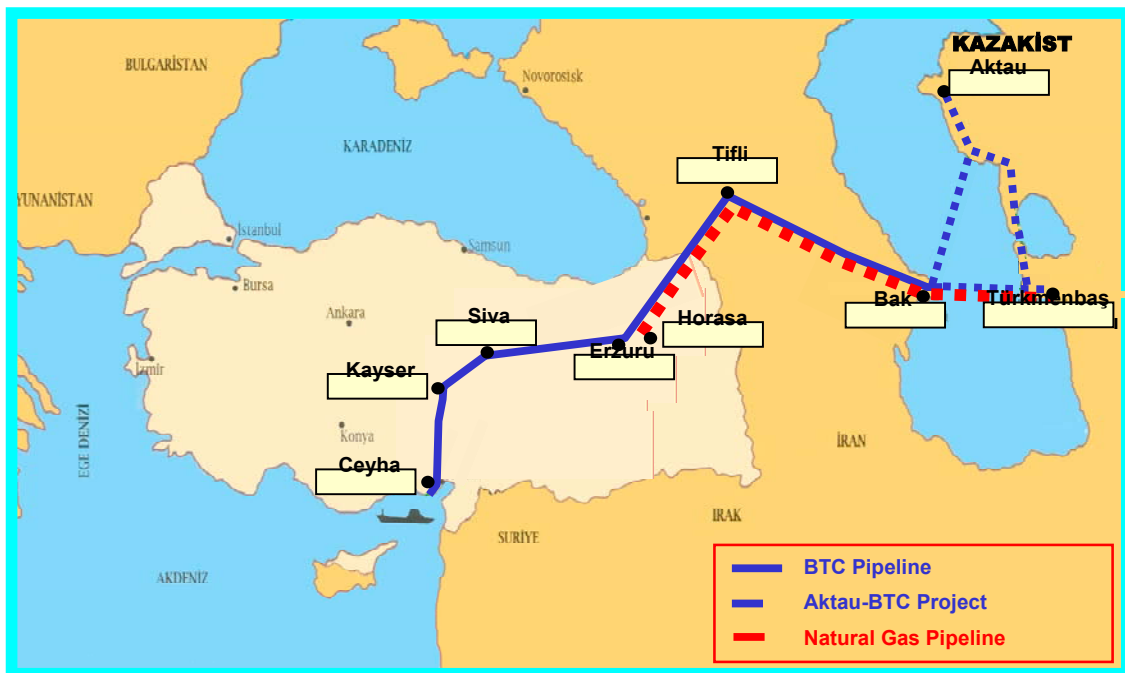 KAZAKİST
Aktau
BULGARİSTAN
Novorosisk
KARADENİZ
Tifli
YUNANİSTAN
İstanbul
Samsun
Bursa
Bak
Türkmenbaş
ı
Ankara
Siva
Horasa
Erzuru
İzmir
Kayser
EGE DENİZİ
Konya
İRAN
Ceyha
IRAK
SURİYE
AKDENİZ
BTC Pipeline
Aktau-BTC Project
Natural Gas Pipeline